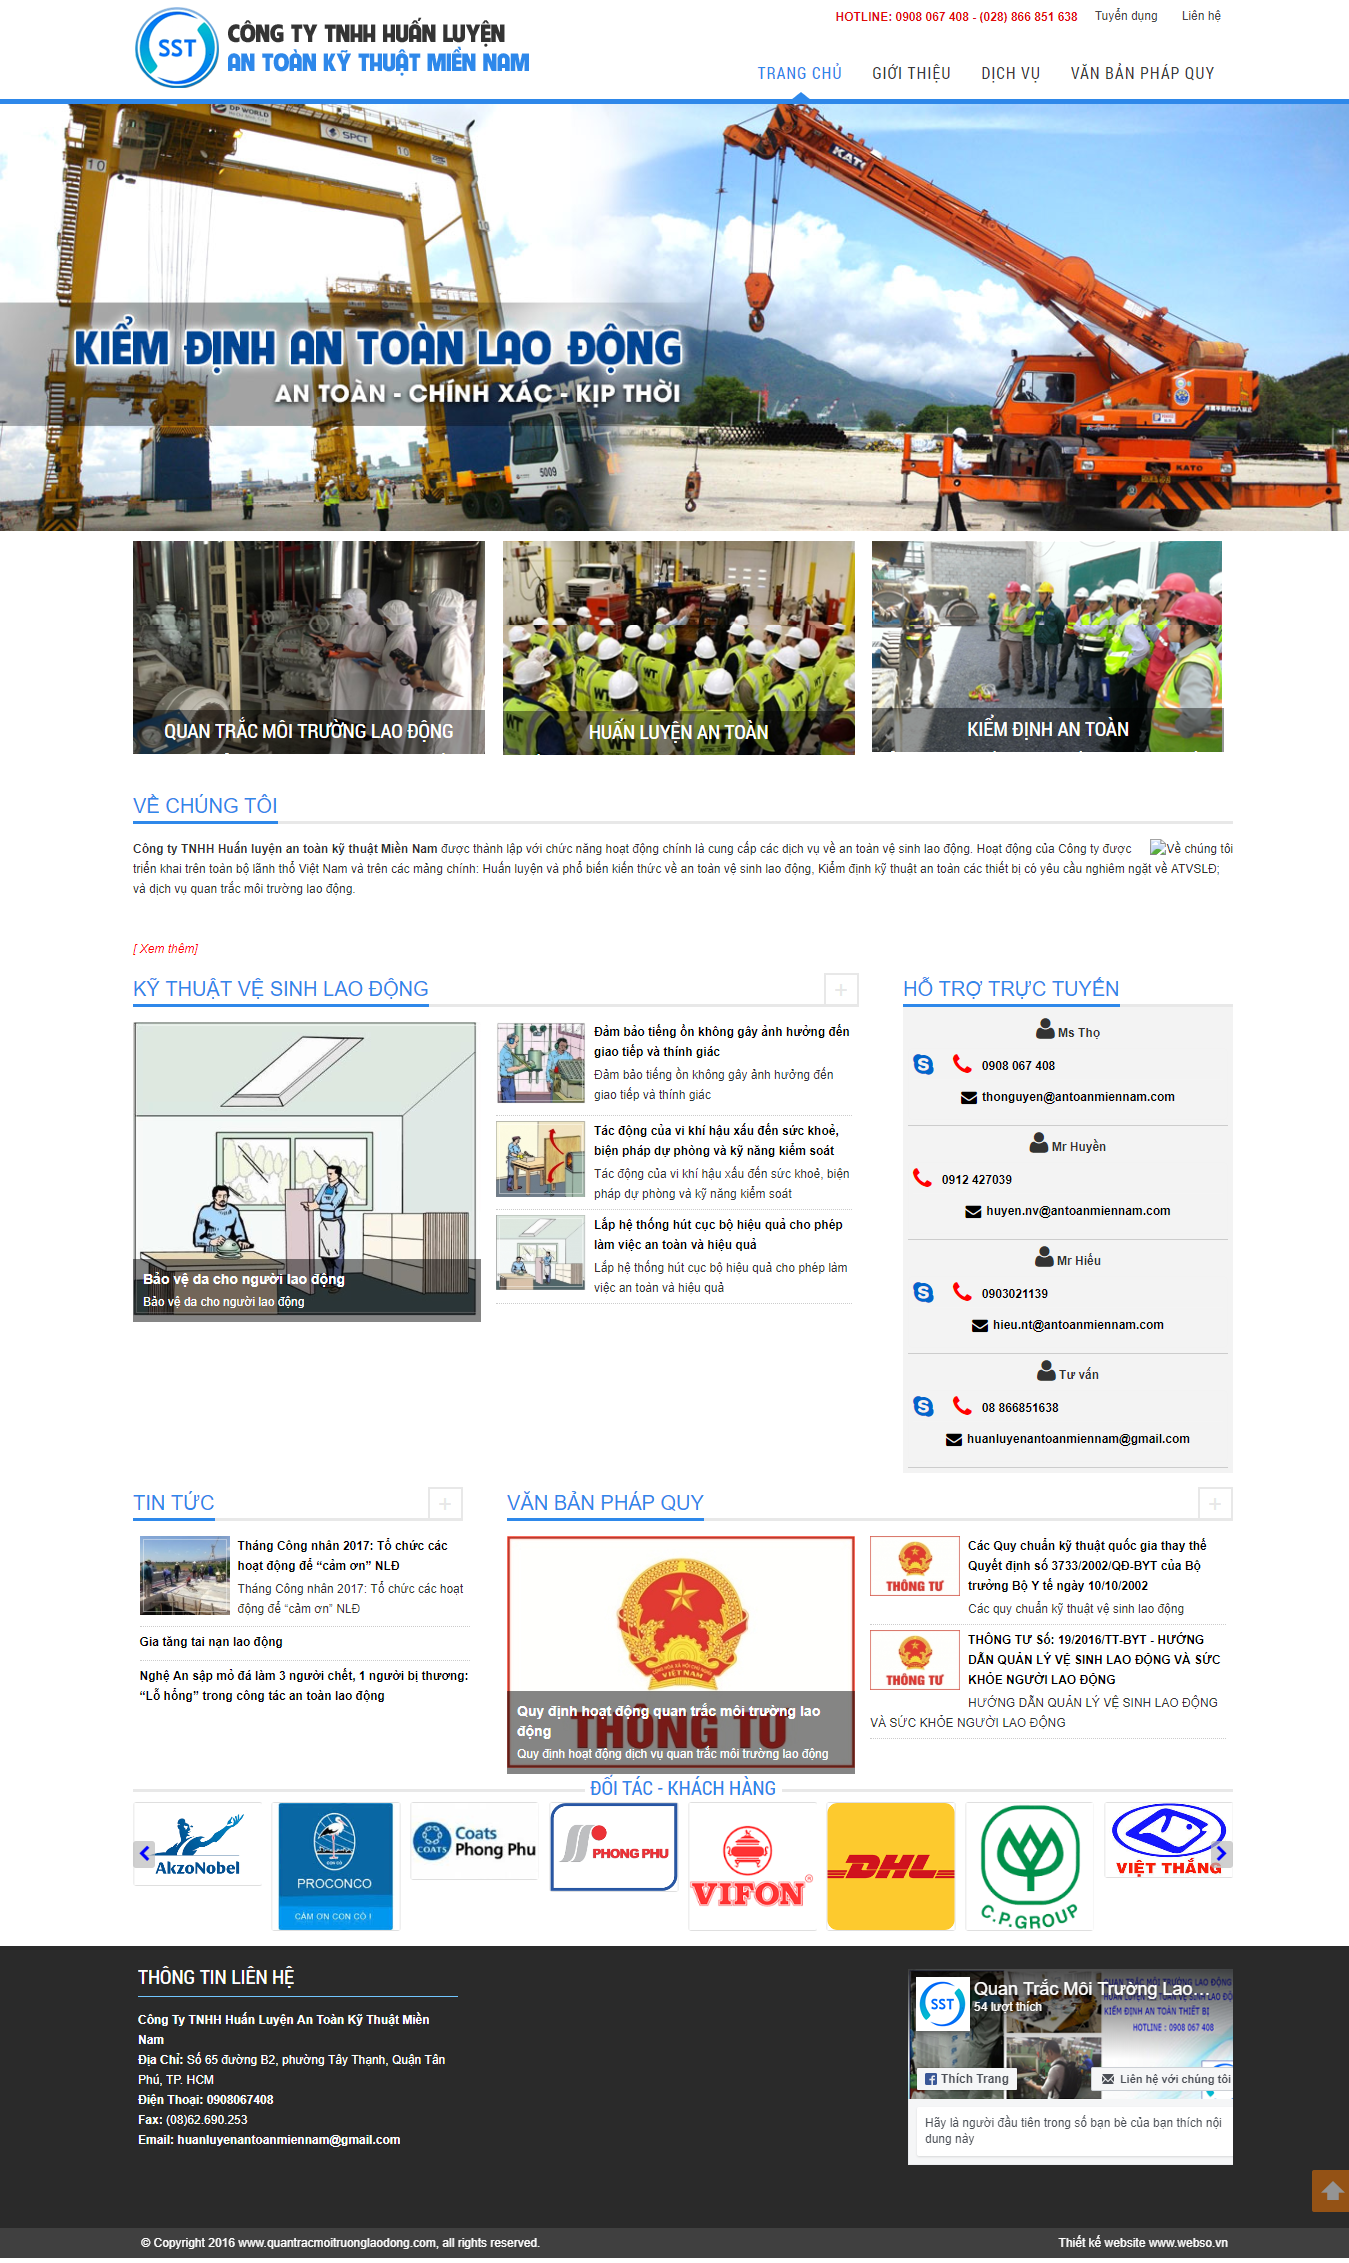 HOTLINE: 0908 067 408 - (028) 866 851 638
Tuyển dụng
Liên hệ
SST
CÔNG TY TNHH HUẤN LUYỆN
AN TOÀN KỸ THUẬT MIỀN NAM
TRANG CHỦ
GIỚI THIỆU
DỊCH VỤ
VĂN BẢN PHÁP QUY
DP WORLD
SPCT
10
10
KATO
KIỂM ĐỊNH AN TOÀN LAO ĐỘNG
AN TOÀN - CHÍNH XÁC - KỊP THỜI
5009
KATO
QUAN TRẮC MÔI TRƯỜNG LAO ĐỘNG
HUẤN LUYỆN AN TOÀN
KIỂM ĐỊNH AN TOÀN
VỀ CHÚNG TÔI
Về chúng tôi
Công ty TNHH Huấn luyện an toàn kỹ thuật Miền Nam được thành lập với chức năng hoạt động chính là cung cấp các dịch vụ về an toàn vệ sinh lao động. Hoạt động của Công ty được
triển khai trên toàn bộ lãnh thổ Việt Nam và trên các mảng chính: Huấn luyện và phổ biến kiến thức về an toàn vệ sinh lao động, Kiểm định kỹ thuật an toàn các thiết bị có yêu cầu nghiêm ngặt về ATVSLĐ;
và dịch vụ quan trắc môi trường lao động.
[ Xem thêm]
KỸ THUẬT VỆ SINH LAO ĐỘNG
+
Bảo vệ da cho người lao động
Bảo vệ da cho người lao động
Đảm bảo tiếng ồn không gây ảnh hưởng đến
giao tiếp và thính giác
Đảm bảo tiếng ồn không gây ảnh hưởng đến
giao tiếp và thính giác
Tác động của vi khí hậu xấu đến sức khoẻ,
biện pháp dự phòng và kỹ năng kiểm soát
Tác động của vi khí hậu xấu đến sức khoẻ, biện
pháp dự phòng và kỹ năng kiểm soát
Lắp hệ thống hút cục bộ hiệu quả cho phép
làm việc an toàn và hiệu quả
Lắp hệ thống hút cục bộ hiệu quả cho phép làm
việc an toàn và hiệu quả
HỖ TRỢ TRỰC TUYẾN
Ms Thọ
0908 067 408
thonguyen@antoanmiennam.com
Mr Huyền
0912 427039
huyen.nv@antoanmiennam.com
Mr Hiếu
0903021139
hieu.nt@antoanmiennam.com
Tư vấn
08 866851638
huanluyenantoanmiennam@gmail.com
TIN TỨC
+
Tháng Công nhân 2017: Tổ chức các
hoạt động để “cảm ơn” NLĐ
Tháng Công nhân 2017: Tổ chức các hoạt
động để “cảm ơn” NLĐ
Gia tăng tai nạn lao động
Nghệ An sập mỏ đá làm 3 người chết, 1 người bị thương:
“Lỗ hổng” trong công tác an toàn lao động
VĂN BẢN PHÁP QUY
+
VIỆT NAM
THÔNG TƯ
Quy định hoạt động quan trắc môi trường lao
động
Quy định hoạt động dịch vụ quan trắc môi trường lao động
THÔNG TƯ
Các Quy chuẩn kỹ thuật quốc gia thay thế
Quyết định số 3733/2002/QĐ-BYT của Bộ
trưởng Bộ Y tế ngày 10/10/2002
Các quy chuẩn kỹ thuật vệ sinh lao động
THÔNG TƯ
THÔNG TƯ Số: 19/2016/TT-BYT - HƯỚNG
DẪN QUẢN LÝ VỆ SINH LAO ĐỘNG VÀ SỨC
KHỎE NGƯỜI LAO ĐỘNG
HƯỚNG DẪN QUẢN LÝ VỆ SINH LAO ĐỘNG
VÀ SỨC KHỎE NGƯỜI LAO ĐỘNG
ĐỐI TÁC - KHÁCH HÀNG
AkzoNobel
PROCONCO
CÁM ƠN CON CÒ !
COATS
Coats
Phong Phu
PHONG PHU
VIFON®
DHL
C.P.GROUP
VIỆT THẮNG
THÔNG TIN LIÊN HỆ
Công Ty TNHH Huấn Luyện An Toàn Kỹ Thuật Miền
Nam
Địa Chỉ: Số 65 đường B2, phường Tây Thạnh, Quận Tân
Phú, TP. HCM
Điện Thoại: 0908067408
Fax: (08)62.690.253
Email: huanluyenantoanmiennam@gmail.com
SST
Quan Trắc Môi Trường Lao...
54 lượt thích
KIỂM ĐỊNH AN TOÀN THIẾT BỊ
HOTLINE : 0908 067 408
Thích Trang
Liên hệ với chúng tôi
Hãy là người đầu tiên trong số bạn bè của bạn thích nội
dung này
© Copyright 2016 www.quantracmoitruonglaodong.com, all rights reserved.
Thiết kế website www.webso.vn